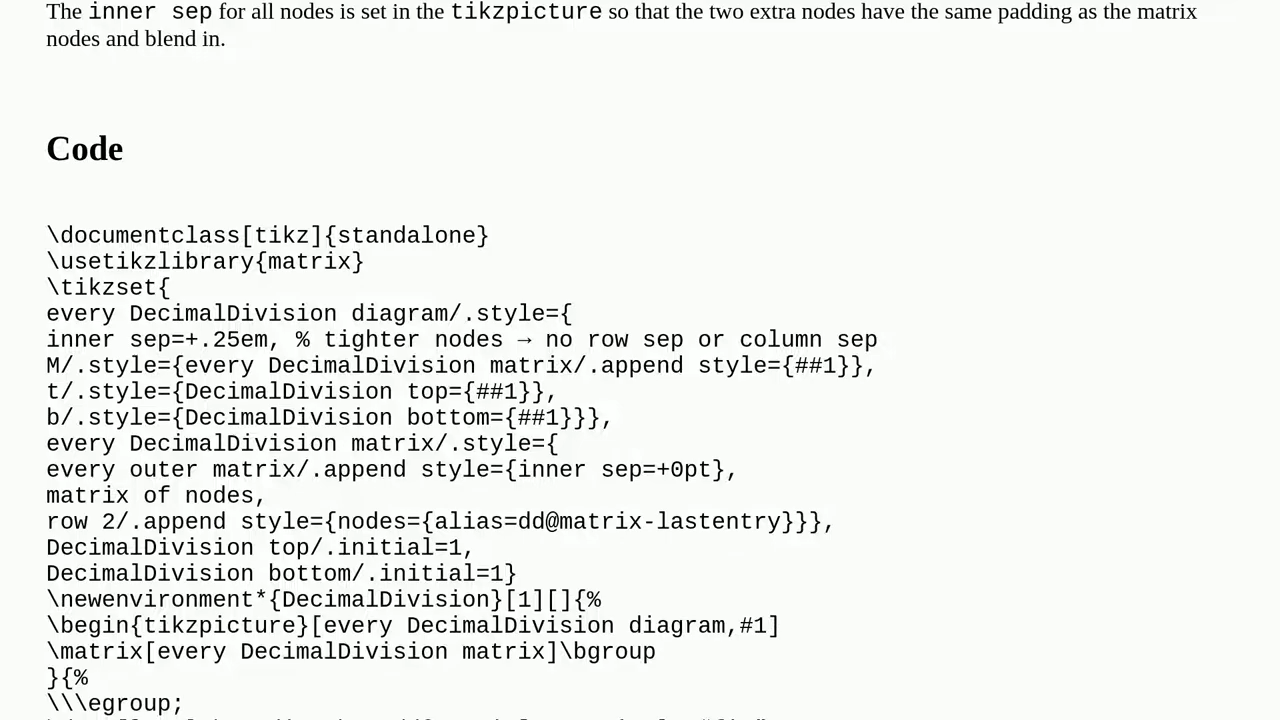 The inner sep for all nodes is set in the tikzpicture so that the two extra nodes have the same padding as the matrix
nodes and blend in.
Code
\documentclass[tikz]{standalone}
\usetikzlibrary{matrix}
\tikzset{
every DecimalDivision diagram/.style={
inner sep=+.25em, % tighter nodes → no row sep or column sep
M/.style={every DecimalDivision matrix/.append style={##1}},
t/.style={DecimalDivision top={##1}},
b/.style={DecimalDivision bottom={##1}}},
every DecimalDivision matrix/.style={
every outer matrix/.append style={inner sep=+0pt},
matrix of nodes,
row 2/.append style={nodes={alias=dd@matrix-lastentry}}},
DecimalDivision top/.initial=1,
DecimalDivision bottom/.initial=1}
\newenvironment*{DecimalDivision}[1][]{%
\begin{tikzpicture}[every DecimalDivision diagram,#1]
\matrix[every DecimalDivision matrix]\bgroup
}{%
\\\egroup;